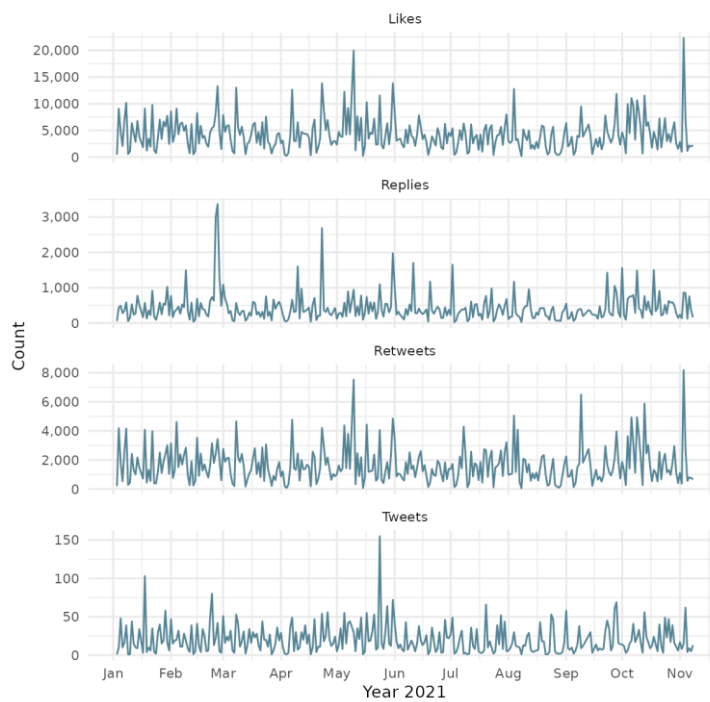 Likes
20,000
15,000
10,000
5,000
0
Replies
3,000
2,000
1,000
0
Count
Retweets
8,000
6,000
4,000
2,000
0
Tweets
150
100
50
0
Jan Feb Mar Apr May Jun Jul Aug Sep Oct Nov
Year 2021